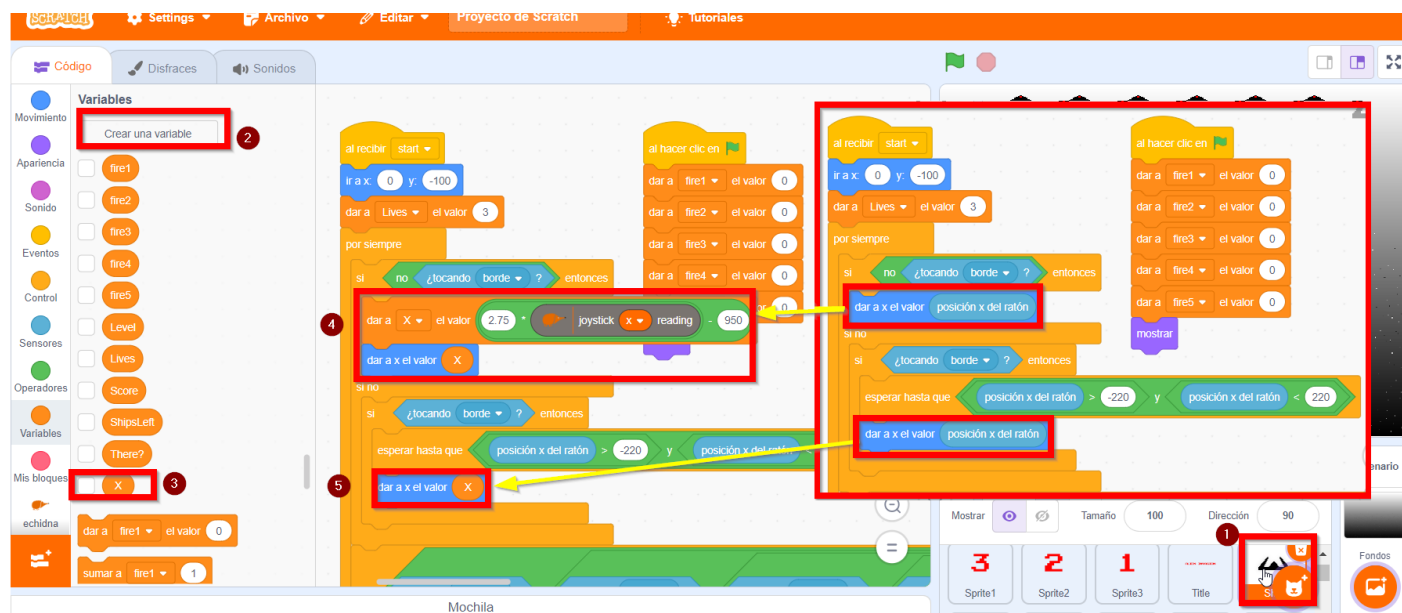 SCRATCH Settings Archivo Editar Proyecto de Scratch Tutoriales
Código Disfraces Sonidos
Movimiento
Apariencia
Sonido
Eventos
Control
Sensores
Operadores
Variables
Mis bloques
echidna
Variables
Crear una variable
2
fire1
fire2
fire3
fire4
fire5
Level
Lives
Score
ShipsLeft
There?
X
3
dar a fire1 el valor 0
sumar a fire1 1
al recibir start
ir a x: 0 y: -100
dar a Lives el valor 3
por siempre
si no ¿tocando borde ? entonces
4
dar a X el valor 2.75 * joystick x reading - 950
dar a x el valor X
si no
si ¿tocando borde ? entonces
esperar hasta que posición x del ratón > -220 y posición x del ratón
5
dar a x el valor X
al hacer clic en
dar a fire1 el valor 0
dar a fire2 el valor 0
dar a fire3 el valor 0
dar a fire4 el valor 0
0
al recibir start
ir a x: 0 y: -100
dar a Lives el valor 3
por siempre
si no ¿tocando borde ? entonces
dar a x el valor posición x del ratón
si no
si ¿tocando borde ? entonces
esperar hasta que posición x del ratón > -220 y posición x del ratón < 220
dar a x el valor posición x del ratón
al hacer clic en
dar a fire1 el valor 0
dar a fire2 el valor 0
dar a fire3 el valor 0
dar a fire4 el valor 0
dar a fire5 el valor 0
mostrar
enario
Mostrar Tamaño 100 Dirección 90
1
3 2 1
Sprite1 Sprite2 Sprite3 Title
Fondos
Mochila